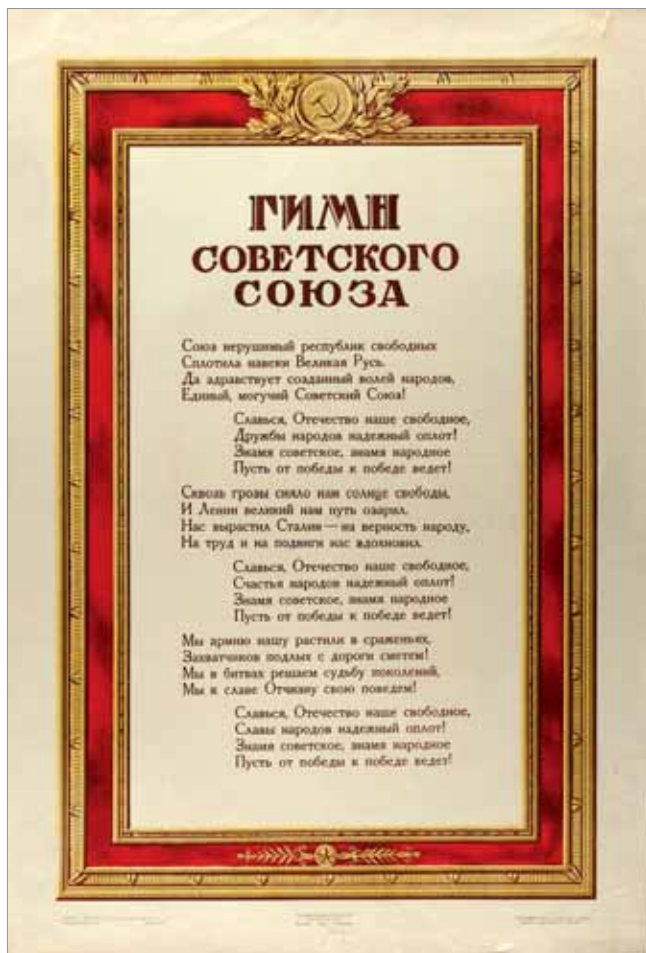 ГИМН
СОВЕТСКОГО
СОЮЗА
Союз нерушимый республик свободных
Сплотила навеки Великая Русь.
Да здравствует созданный волей народов,
Единый, могучий Советский Союз!
Славься, Отечество наше свободное,
Дружбы народов надежный оплот!
Знамя советское, знамя народное
Пусть от победы к победе ведет!
Сквозь грозы сияло нам солнце свободы,
И Ленин великий нам путь озарил.
Нас вырастил Сталин — на верность народу,
На труд и на подвиги нас вдохновил.
Славься, Отечество наше свободное,
Счастья народов надежный оплот!
Знамя советское, знамя народное
Пусть от победы к победе ведет!
Мы армию нашу растили в сраженьях,
Захватчиков подлых с дороги сметем!
Мы в битвах решаем судьбу поколений,
Мы к славе Отчизну свою поведем!
Славься, Отечество наше свободное,
Славы народов надежный оплот!
Знамя советское, знамя народное
Пусть от победы к победе ведет!